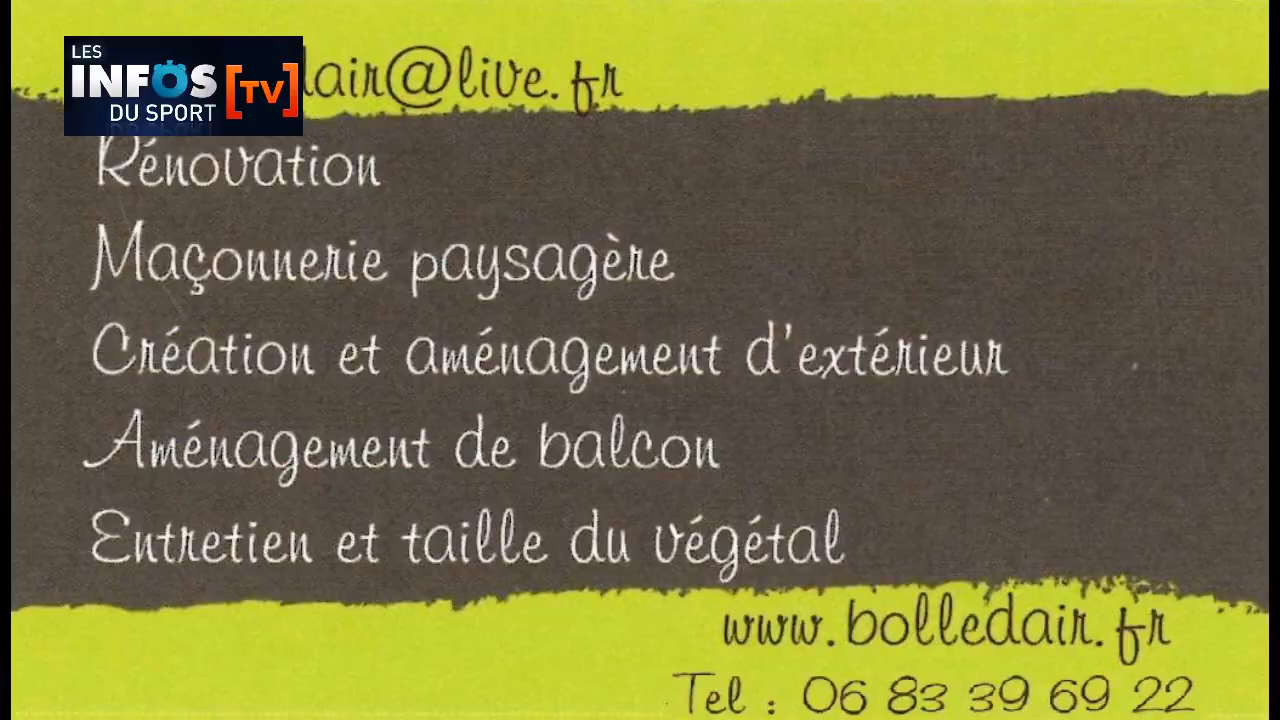 LES
INFOS
DU SPORT
[TV]
lair@live.fr
Rénovation
Maçonnerie paysagère
Création et aménagement d'extérieur
Aménagement de balcon
Entretien et taille du végétal
www.bolledair.fr
Tel : 06 83 39 69 22